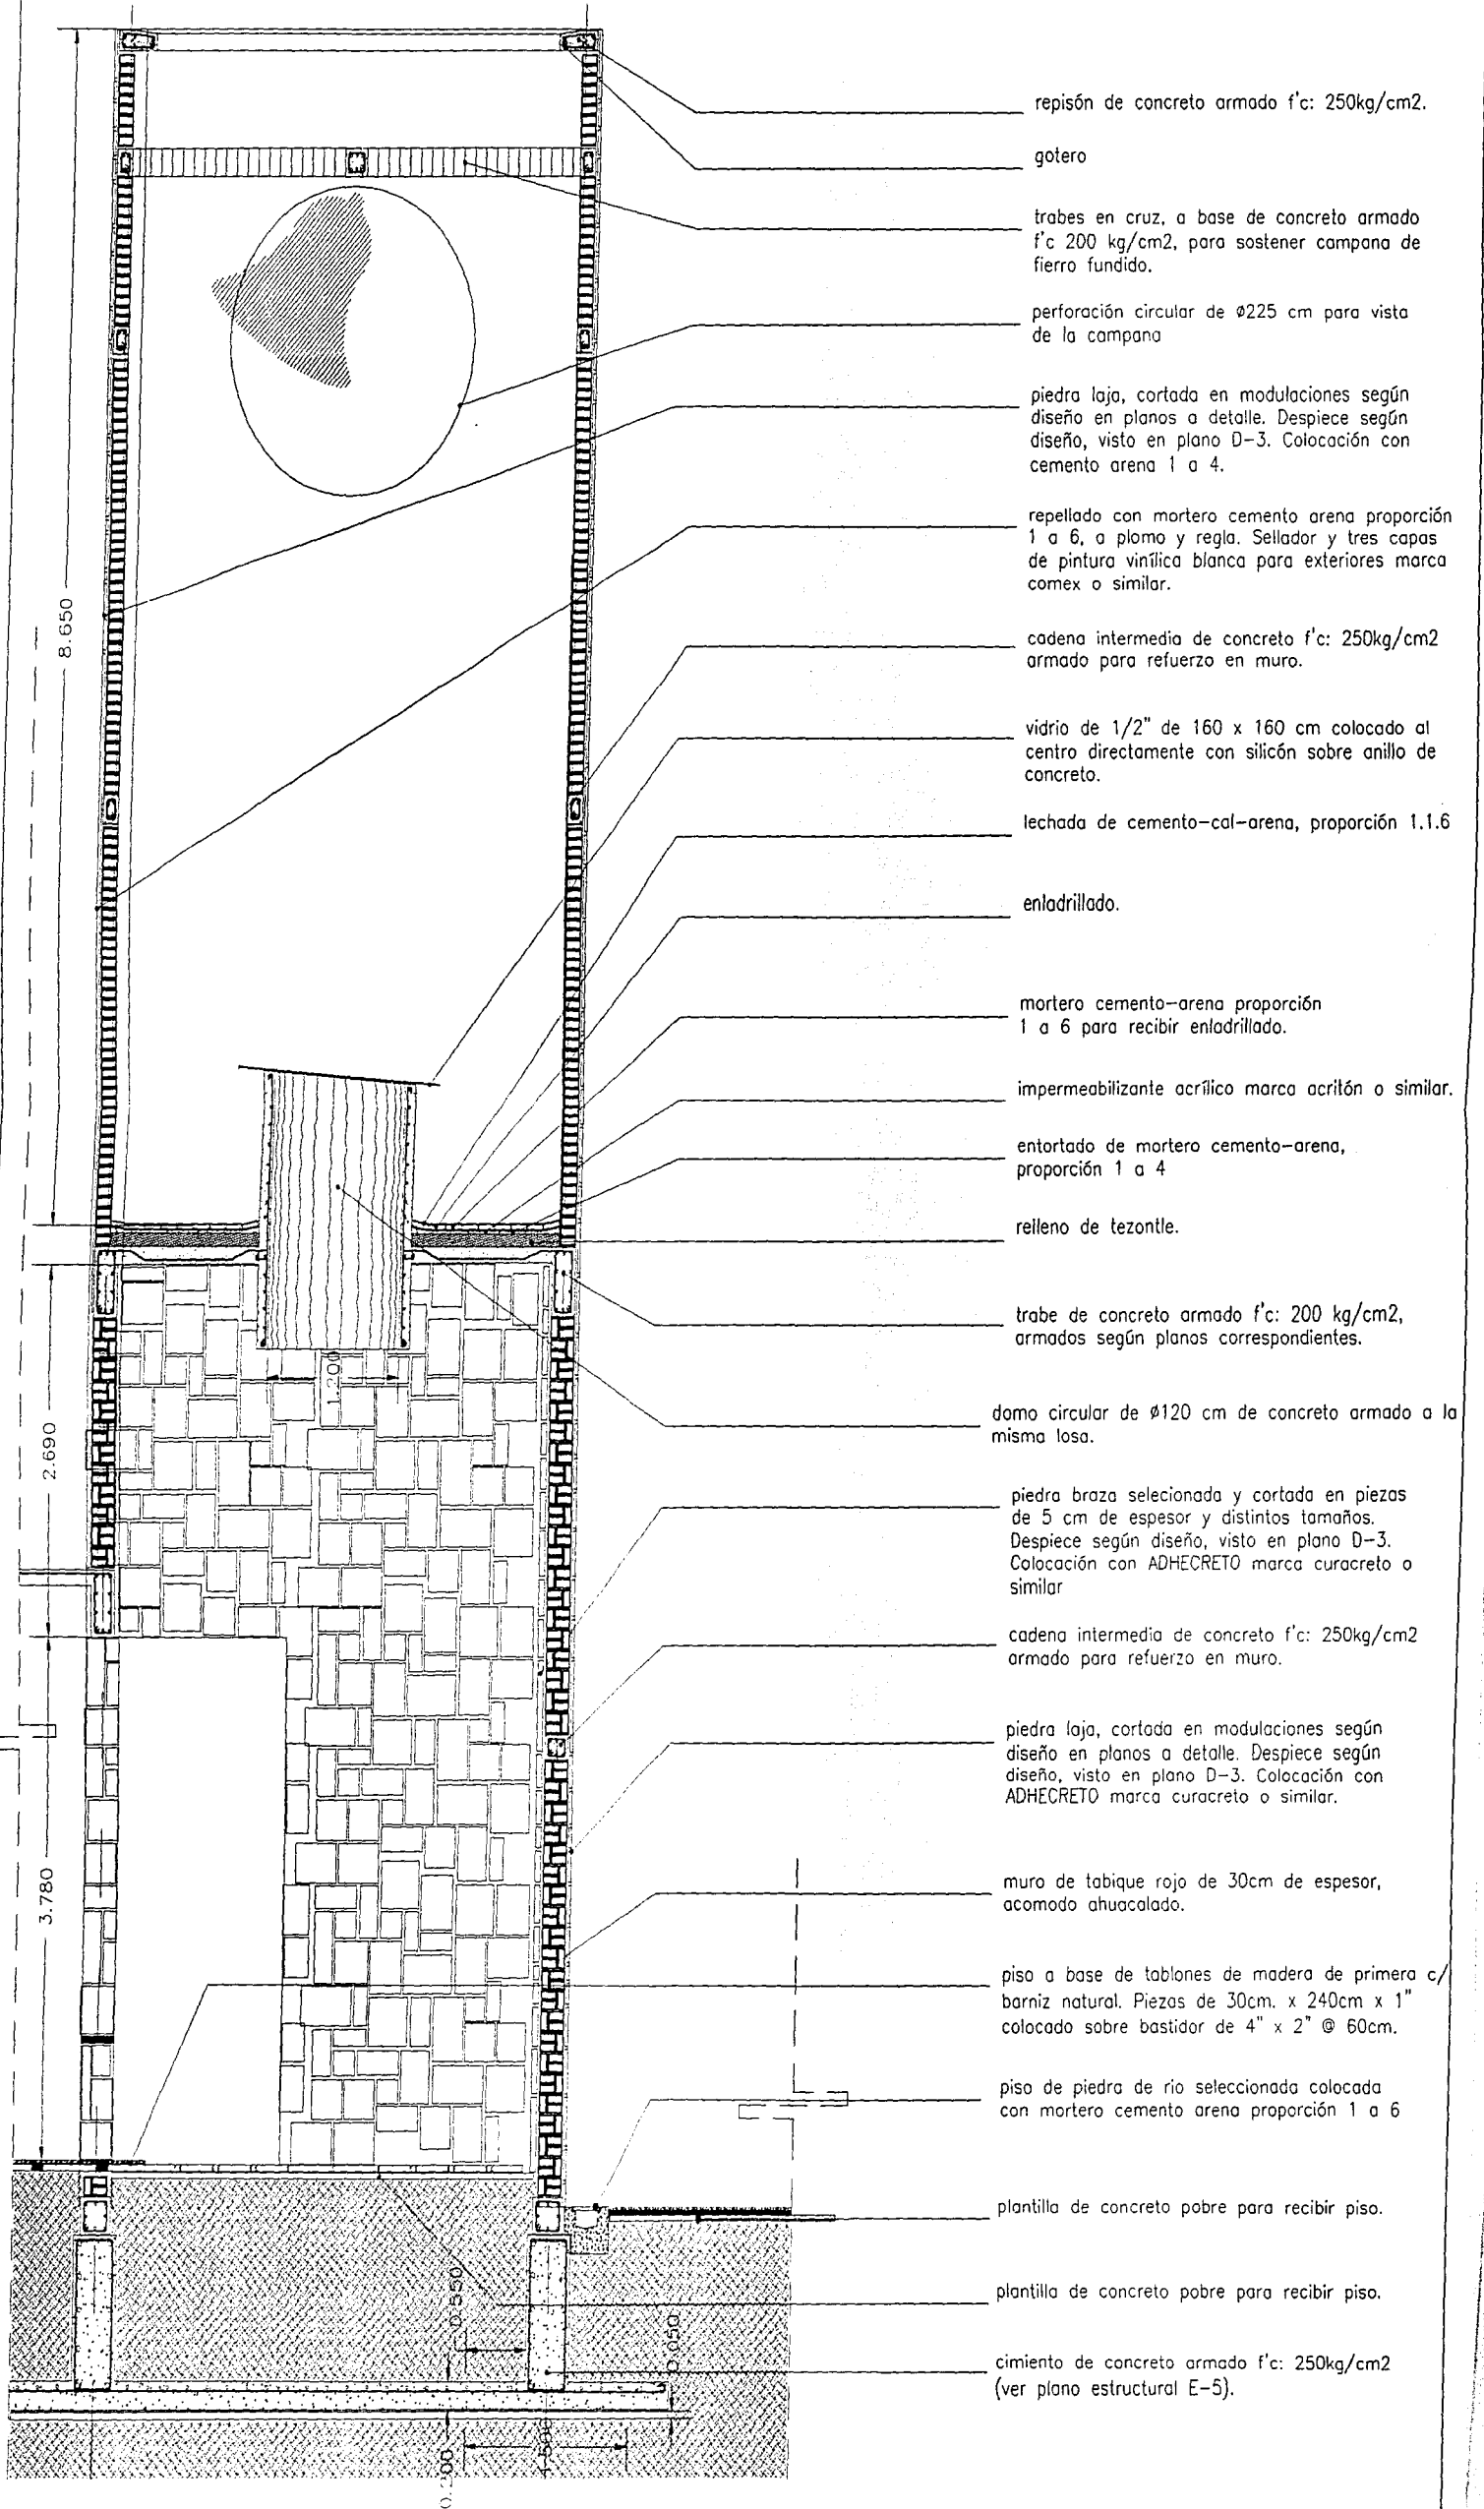 repisón de concreto armado f'c: 250kg/cm2.
gotero
trabes en cruz, a base de concreto armado
f'c 200 kg/cm2, para sostener campana de
fierro fundido.
perforación circular de ø225 cm para vista
de la campana
piedra laja, cortada en modulaciones según
diseño en planos a detalle. Despiece según
diseño, visto en plano D-3. Colocación con
cemento arena 1 a 4.
repellado con mortero cemento arena proporción
1 a 6, a plomo y regla. Sellador y tres capas
de pintura vinílica blanca para exteriores marca
comex o similar.
8.650
cadena intermedia de concreto f'c: 250kg/cm2
armado para refuerzo en muro.
vidrio de 1/2" de 160 x 160 cm colocado al
centro directamente con silicón sobre anillo de
concreto.
lechada de cemento-cal-arena, proporción 1.1.6
enladrillado.
mortero cemento-arena proporción
1 a 6 para recibir enladrillado.
impermeabilizante acrílico marca acritón o similar.
entortado de mortero cemento-arena,
proporción 1 a 4
relleno de tezontle.
trabe de concreto armado f'c: 200 kg/cm2,
armados según planos correspondientes.
1.200
domo circular de ø120 cm de concreto armado a la
misma losa.
2.690
piedra braza selecionada y cortada en piezas
de 5 cm de espesor y distintos tamaños.
Despiece según diseño, visto en plano D-3.
Colocación con ADHECRETO marca curacreto o
similar
cadena intermedia de concreto f'c: 250kg/cm2
armado para refuerzo en muro.
piedra laja, cortada en modulaciones según
diseño en planos a detalle. Despiece según
diseño, visto en plano D-3. Colocación con
ADHECRETO marca curacreto o similar.
3.780
muro de tabique rojo de 30cm de espesor,
acomodo ahuacalado.
piso a base de tablones de madera de primera c/
barniz natural. Piezas de 30cm. x 240cm x 1"
colocado sobre bastidor de 4" x 2" @ 60cm.
piso de piedra de rio seleccionada colocada
con mortero cemento arena proporción 1 a 6
plantilla de concreto pobre para recibir piso.
plantilla de concreto pobre para recibir piso.
0.550
0.050
cimiento de concreto armado f'c: 250kg/cm2
(ver plano estructural E-5).
1.500